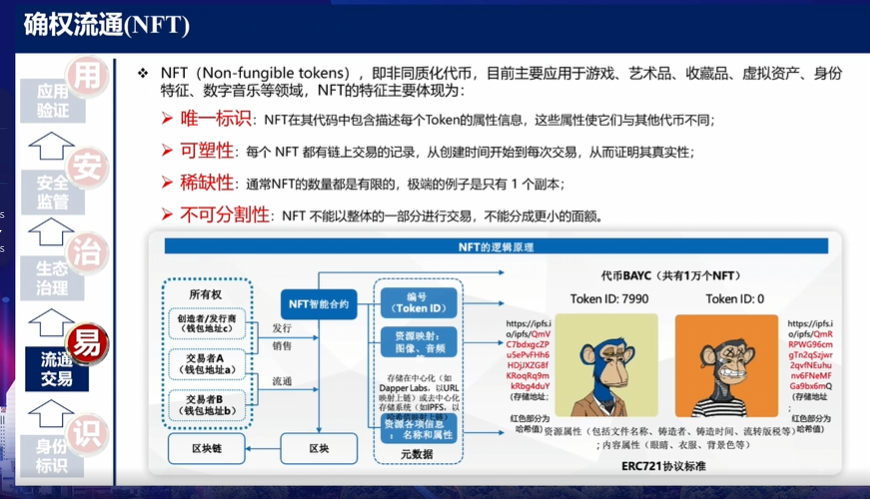 确权流通(NFT)
用
应用
验证
安
安全
监管
治
生态
治理
易
流通
交易
识
身份
标识
❖ NFT（Non-fungible tokens），即非同质化代币，目前主要应用于游戏、艺术品、收藏品、虚拟资产、身份
特征、数字音乐等领域，NFT的特征主要体现为：
➢ 唯一标识：NFT在其代码中包含描述每个Token的属性信息，这些属性使它们与其他代币不同；
➢ 可塑性：每个 NFT 都有链上交易的记录，从创建时间开始到每次交易，从而证明其真实性；
➢ 稀缺性：通常NFT的数量都是有限的，极端的例子是只有 1 个副本；
➢ 不可分割性：NFT 不能以整体的一部分进行交易，不能分成更小的面额。
NFT的逻辑原理
所有权
创造者/发行商
（钱包地址c）
交易者A
（钱包地址a）
交易者B
（钱包地址b）
区块链
NFT智能合约
发行
销售
流通
区块
编号
（Token ID）
资源映射：
图像、音频
存储在中心化（如
Dapper Labs，以URL
映射上链）或去中心化
存储系统（如IPFS，以
哈希值映射上链）
资源各项信息
：名称和属性
元数据
代币BAYC（共有1万个NFT）
Token ID: 7990
Token ID: 0
https://ipfs.i
o/ipfs/QmV
C7bdxgcZP
uSePvFHh6
HDjJXZG8f
KRoqRq9m
kRbg4duY
(存储地址
;
红色部分为
哈希值)
https://ipfs.i
o/ipfs/QmR
RPWG96cm
gTn2qSzjwr
2qvfNEuhu
nv6FNeMF
Ga9bx6mQ
(存储地址
;
红色部分为
哈希值)
资源属性（包括文件名称、铸造者、铸造时间、流转版税等）
；内容属性（眼睛、衣服、背景色等）
ERC721协议标准